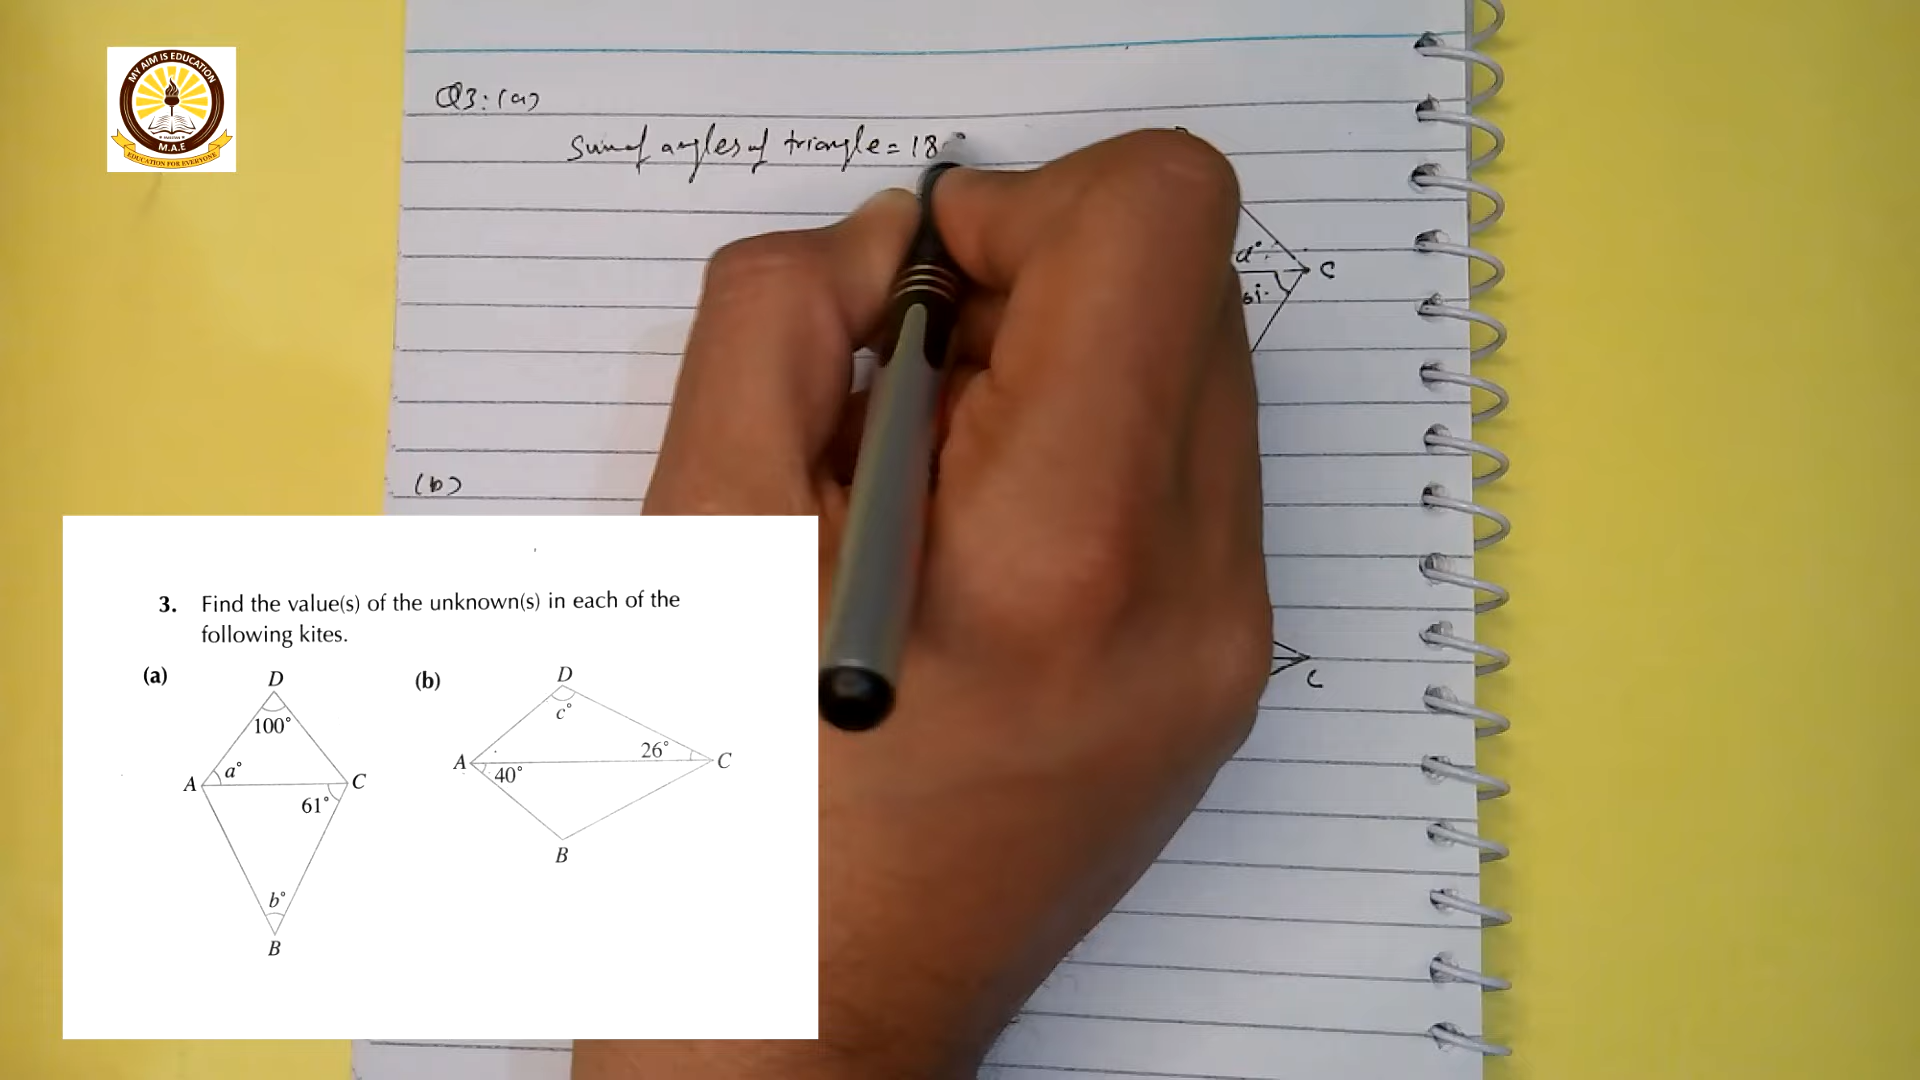 MY AIM IS EDUCATION
M.A.E
EDUCATION FOR EVERYONE
Q3:(a)
Sum of angles of triangle = 18
a°
C
61°
(b)
C
3. Find the value(s) of the unknown(s) in each of the
following kites.
(a)
D
100°
A
a°
C
61°
b°
B
(b)
D
c°
A
26°
C
40°
B